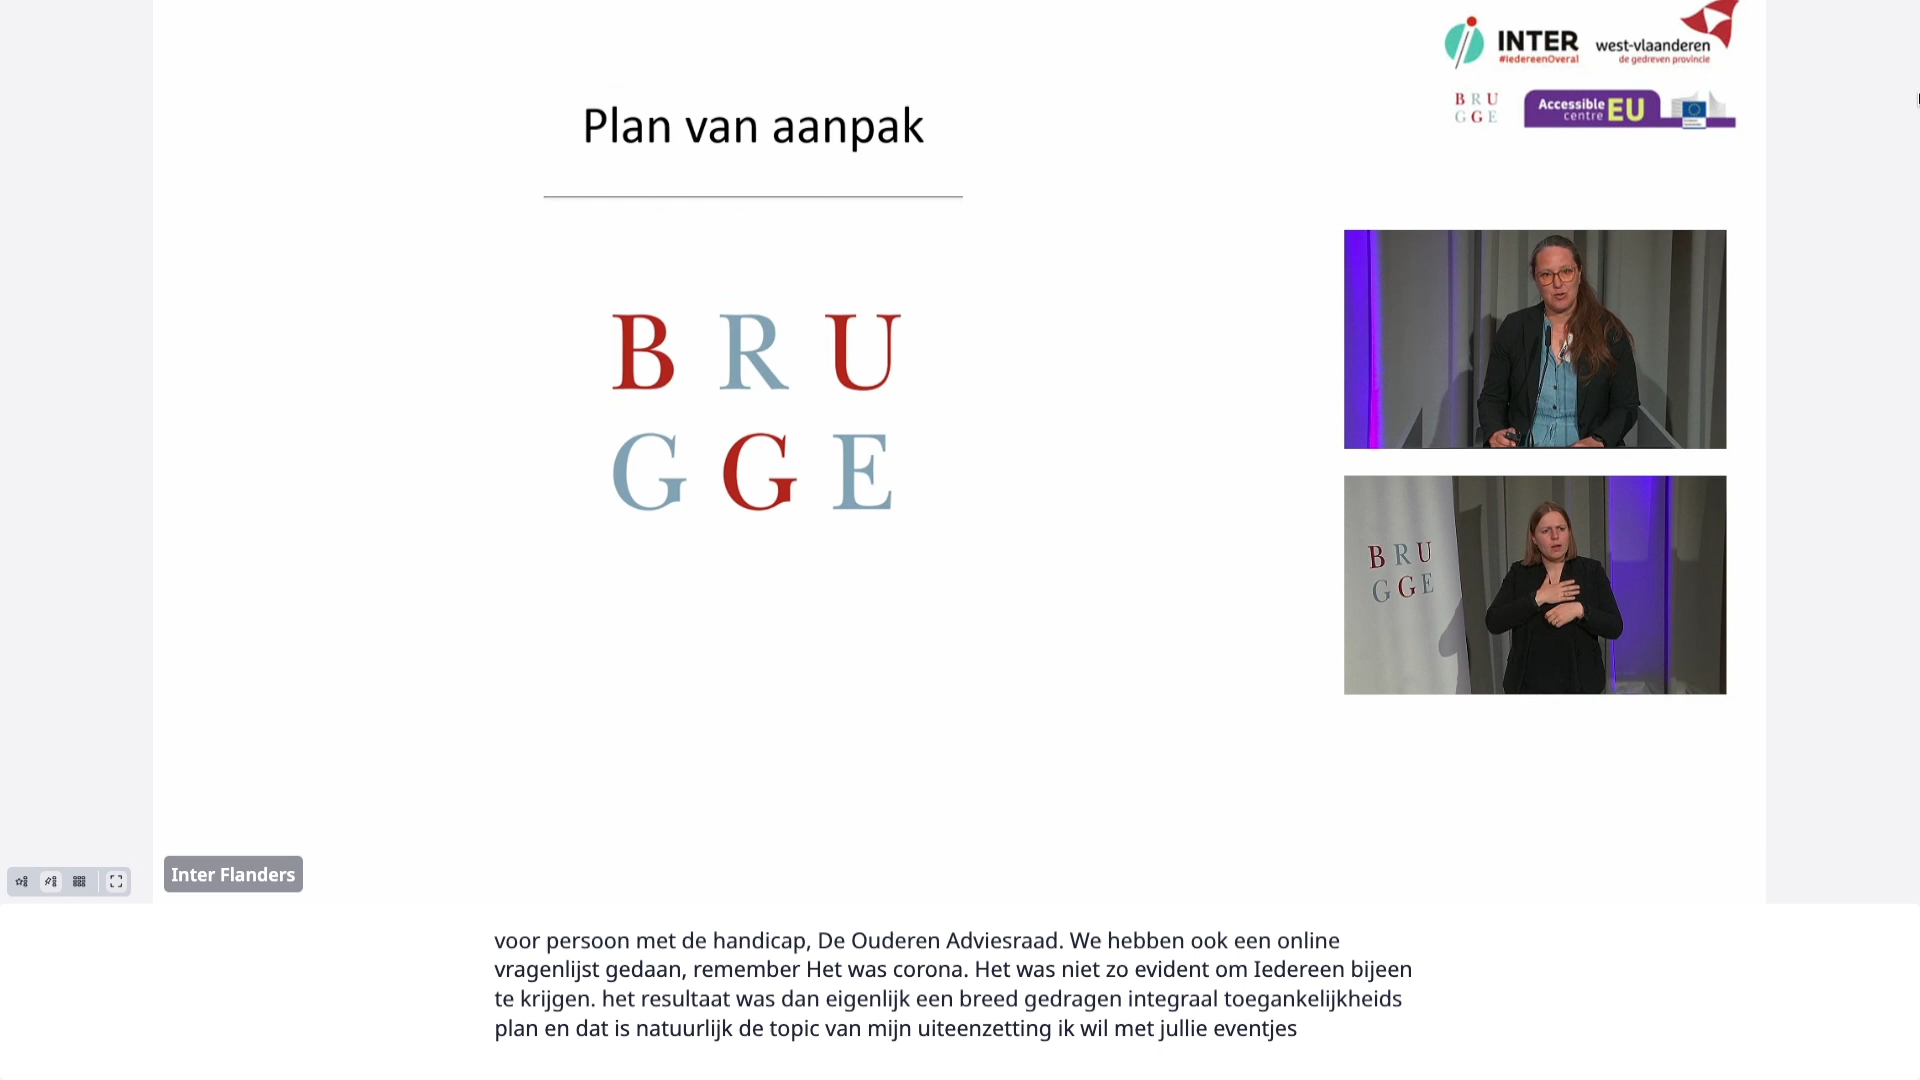 INTER
#IedereenOveral
west-vlaanderen
de gedreven provincie
B R U
G G E
Accessible EU
centre
Plan van aanpak
B R U
G G E
B R U
G G E
Inter Flanders
voor persoon met de handicap, De Ouderen Adviesraad. We hebben ook een online
vragenlijst gedaan, remember Het was corona. Het was niet zo evident om Iedereen bijeen
te krijgen. het resultaat was dan eigenlijk een breed gedragen integraal toegankelijkheids
plan en dat is natuurlijk de topic van mijn uiteenzetting ik wil met jullie eventjes